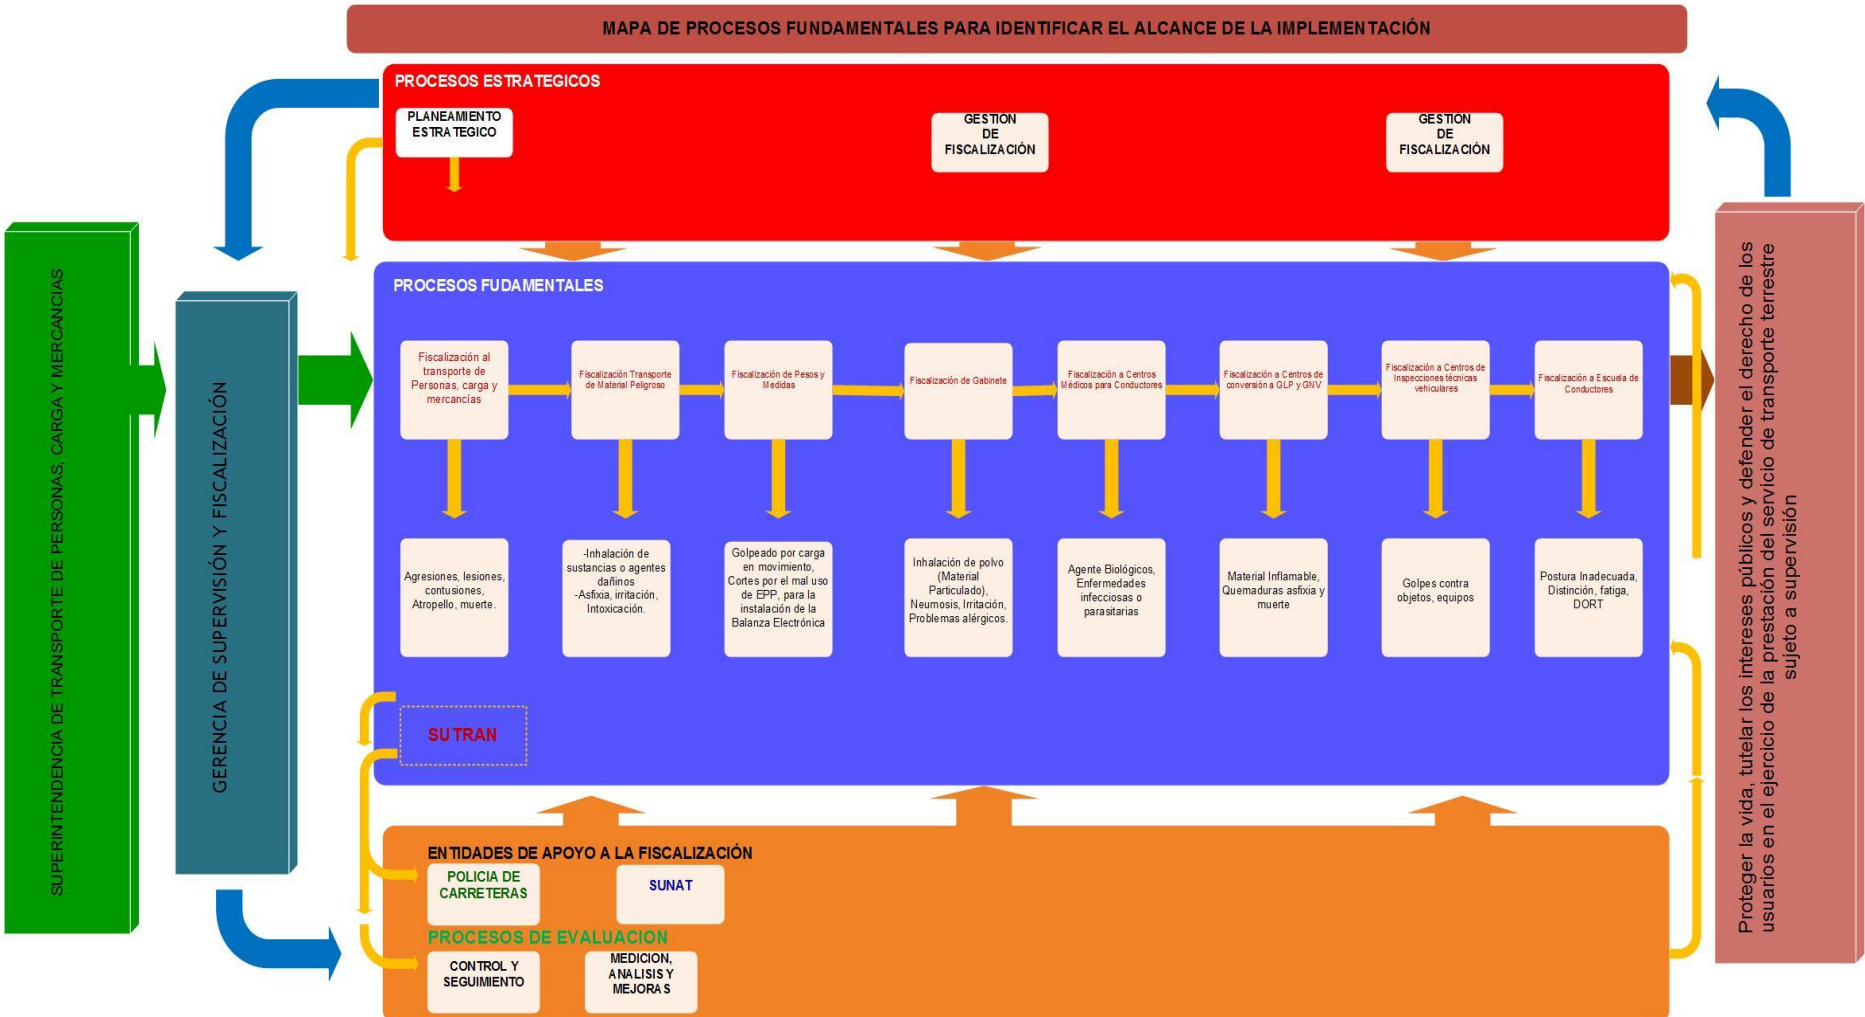 MAPA DE PROCESOS FUNDAMENTALES PARA IDENTIFICAR EL ALCANCE DE LA IMPLEMENTACIÓN
PROCESOS ESTRATEGICOS
PLANEAMIENTO
ESTRATEGICO
GESTIÓN
DE
FISCALIZACIÓN
GESTIÓN
DE
FISCALIZACIÓN
SUPERINTENDENCIA DE TRANSPORTE DE PERSONAS, CARGA Y MERCANCIAS
GERENCIA DE SUPERVISIÓN Y FISCALIZACIÓN
PROCESOS FUDAMENTALES
Fiscalización al
transporte de
Personas, carga y
mercancías
Fiscalización Transporte
de Material Peligroso
Fiscalización de Pesos y
Medidas
Fiscalización de Gabinete
Fiscalización a Centros
Médicos para Conductores
Fiscalización a Centros de
conversión a GLP y GNV
Fiscalización a Centros de
Inspecciones técnicas
vehiculares
Fiscalización a Escuela de
Conductores
Agresiones, lesiones,
contusiones,
Atropello, muerte.
-Inhalación de
sustancias o agentes
dañinos
-Asfixia, irritación,
Intoxicación.
Golpeado por carga
en movimiento,
Cortes por el mal uso
de EPP, para la
instalación de la
Balanza Electrónica
Inhalación de polvo
(Material
Particulado),
Neumosis, Irritación,
Problemas alérgicos.
Agente Biológicos,
Enfermedades
infecciosas o
parasitarias
Material Inflamable,
Quemaduras asfixia y
muerte
Golpes contra
objetos, equipos
Postura Inadecuada,
Distinción, fatiga,
DORT
SUTRAN
ENTIDADES DE APOYO A LA FISCALIZACIÓN
POLICIA DE
CARRETERAS
SUNAT
PROCESOS DE EVALUACION
CONTROL Y
SEGUIMIENTO
MEDICION,
ANALISIS Y
MEJORAS
Proteger la vida, tutelar los intereses públicos y defender el derecho de los
usuarios en el ejercicio de la prestación del servicio de transporte terrestre
sujeto a supervisión